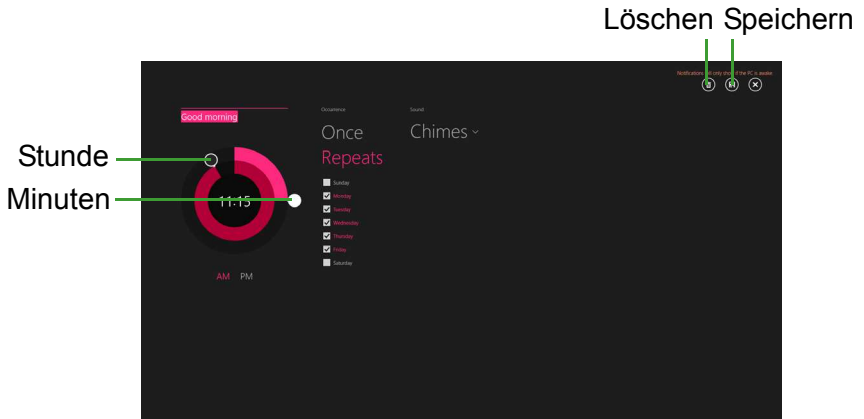 Löschen Speichern
Notifications will only show if the PC is awake
Good morning
Occurrence
Sound
Once
Chimes
Repeats
Stunde
Minuten
11:15
Sunday
Monday
Tuesday
Wednesday
Thursday
Friday
Saturday
AM PM